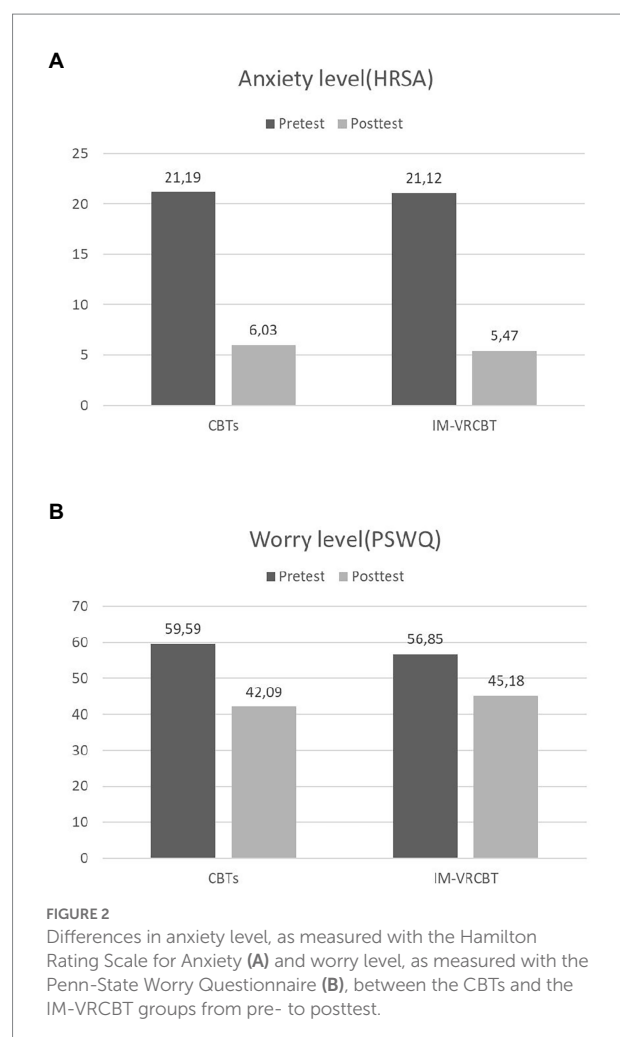 A
Anxiety level(HRSA)
Pretest Posttest
25
20
15
10
5
0
21,19
6,03
21,12
5,47
CBTs IM-VRCBT
B
Worry level(PSWQ)
Pretest Posttest
70
60
50
40
30
20
10
0
59,59
42,09
56,85
45,18
CBTs IM-VRCBT
FIGURE 2
Differences in anxiety level, as measured with the Hamilton
Rating Scale for Anxiety (A) and worry level, as measured with the
Penn-State Worry Questionnaire (B), between the CBTs and the
IM-VRCBT groups from pre- to posttest.